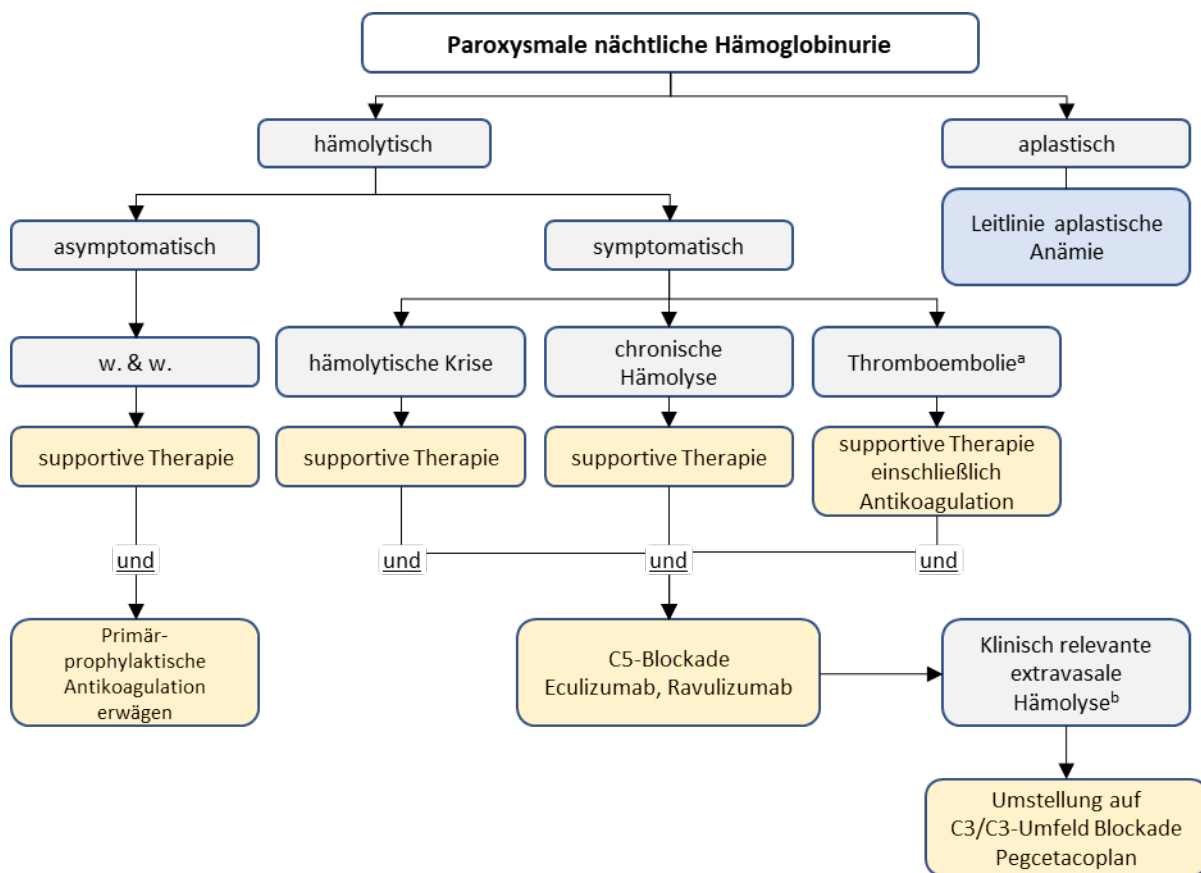 Paroxysmale nächtliche Hämoglobinurie
hämolytisch
aplastisch
Leitlinie aplastische
Anämie
asymptomatisch
symptomatisch
w. & w.
hämolytische Krise
chronische
Hämolyse
Thromboembolieᵃ
supportive Therapie
supportive Therapie
supportive Therapie
supportive Therapie
einschließlich
Antikoagulation
und
und
und
und
Primär-
prophylaktische
Antikoagulation
erwägen
C5-Blockade
Eculizumab, Ravulizumab
Klinisch relevante
extravasale
Hämolyseᵇ
Umstellung auf
C3/C3-Umfeld Blockade
Pegcetacoplan